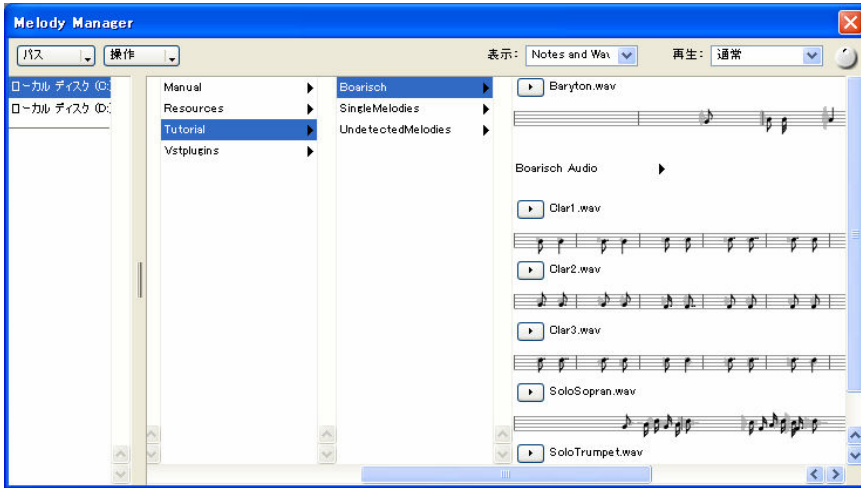 Melody Manager
パス 操作 表示: Notes and Wav 再生: 通常
ローカル ディスク (C:
ローカル ディスク (D:
Manual
Resources
Tutorial
Vstplugins
Boarisch
SingleMelodies
UndetectedMelodies
Baryton.wav
Boarisch Audio
Clar1.wav
Clar2.wav
Clar3.wav
SoloSopran.wav
SoloTrumpet.wav